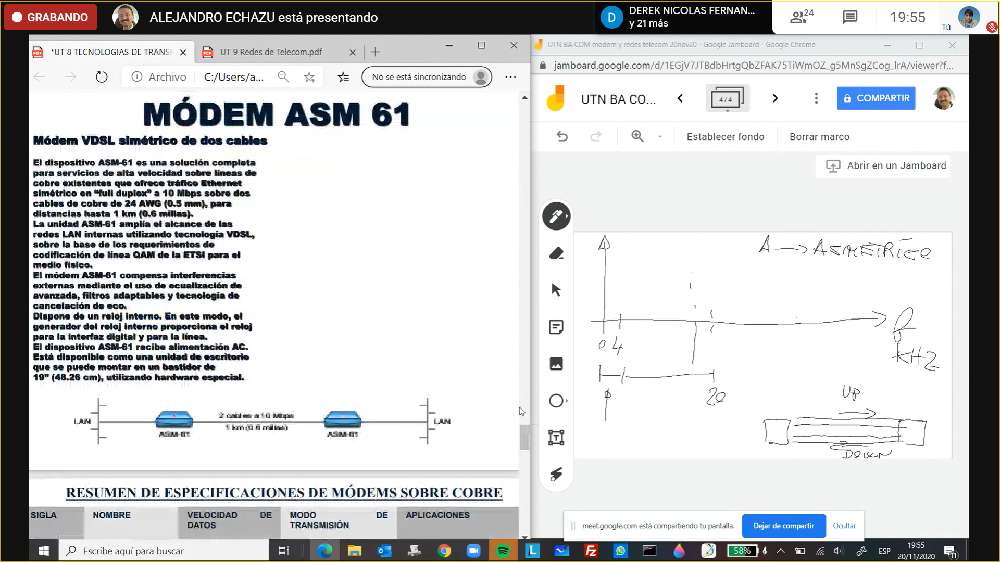 GRABANDO
ALEJANDRO ECHAZU está presentando
D
DEREK NICOLAS FERNAN...
y 21 más
24
19:55
Tú
*UT 8 TECNOLOGIAS DE TRANSF
UT 9 Redes de Telecom.pdf
Archivo
C:/Users/a...
No se está sincronizando
MÓDEM ASM 61
Módem VDSL simétrico de dos cables
El dispositivo ASM-61 es una solución completa
para servicios de alta velocidad sobre líneas de
cobre existentes que ofrece tráfico Ethernet
simétrico en “full duplex” a 10 Mbps sobre dos
cables de cobre de 24 AWG (0.5 mm), para
distancias hasta 1 km (0.6 millas).
La unidad ASM-61 amplía el alcance de las
redes LAN internas utilizando tecnología VDSL,
sobre la base de los requerimientos de
codificación de línea QAM de la ETSI para el
medio físico.
El módem ASM-61 compensa interferencias
externas mediante el uso de ecualización de
avanzada, filtros adaptables y tecnología de
cancelación de eco.
Dispone de un reloj interno. En este modo, el
generador del reloj interno proporciona el reloj
para la interfaz digital y para la línea.
El dispositivo ASM-61 recibe alimentación AC.
Está disponible como una unidad de escritorio
que se puede montar en un bastidor de
19” (48.26 cm), utilizando hardware especial.
LAN
2 cables a 10 Mbps
1 km (0.6 millas)
LAN
ASM-61
ASM-61
RESUMEN DE ESPECIFICACIONES DE MÓDEMS SOBRE COBRE
SIGLA
NOMBRE
VELOCIDAD DE
DATOS
MODO DE
TRANSMISIÓN
APLICACIONES
UTN BA COM modem y redes telecom 20nov20 - Google Jamboard - Google Chrome
jamboard.google.com/d/1EGjV7JTBdbHrtgQbZFAK75TiWmOZ_g5MnSgZCog_lrA/viewer?f...
UTN BA CO...
4/4
COMPARTIR
Establecer fondo
Borrar marco
Abrir en un Jamboard
A → ASIMETRICO
0 4
f
KHZ
20
UP
DOWN
meet.google.com está compartiendo tu pantalla.
Dejar de compartir
Ocultar
Escribe aquí para buscar
58%
ESP
19:55
20/11/2020
11